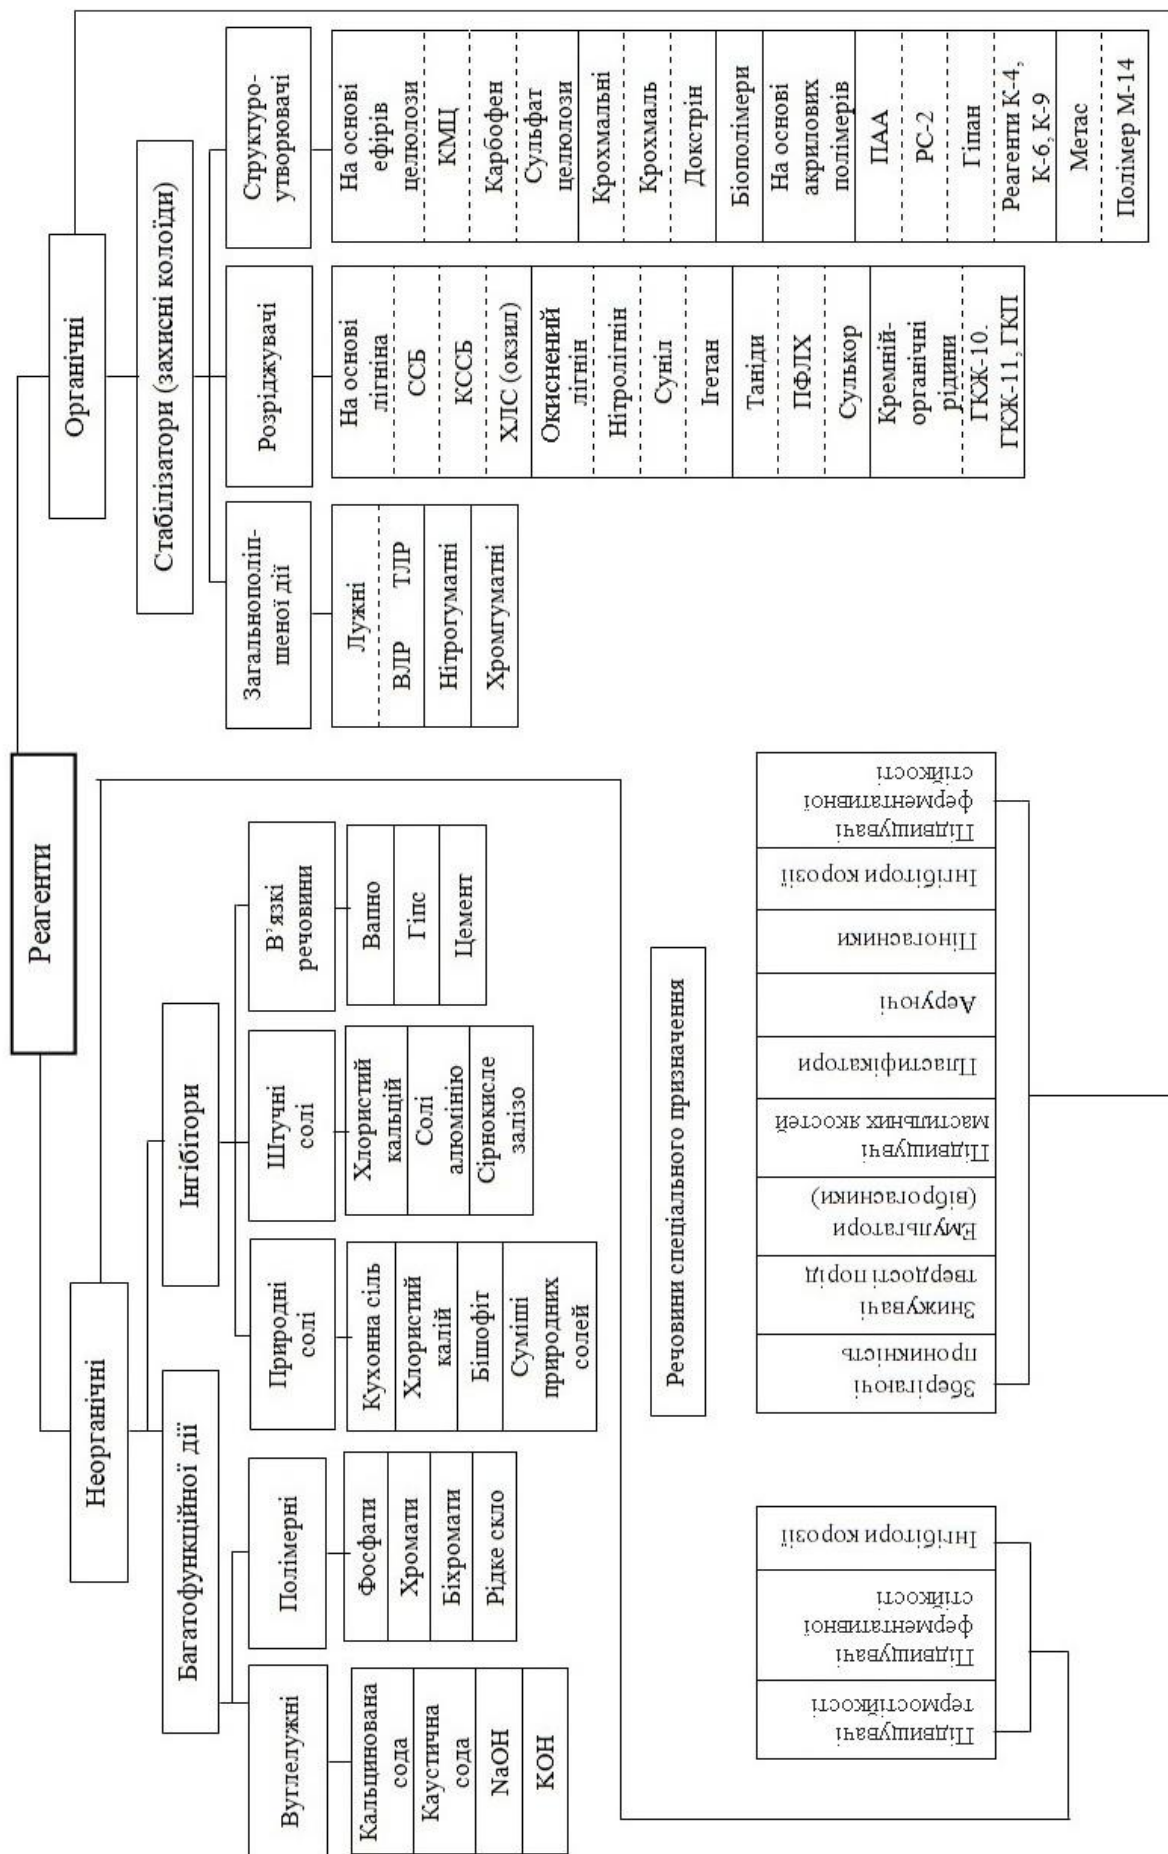 Реагенти
Неорганічні
Органічні
Багатофункційної дії
Інгібітори
Стабілізатори (захисні колоїди)
Вуглелужні
Полімерні
Природні
солі
Штучні
солі
В’язкі
речовини
Загальнополіп-
шеної дії
Розріджувачі
Структуро-
утворювачі
Кальцинована
сода
Каустична
сода
NaOH
KOH
Фосфати
Хромати
Біхромати
Рідке скло
Кухонна сіль
Хлористий
калій
Бішофіт
Суміші
природних
солей
Хлористий
кальцій
Солі
алюмінію
Сірнокисле
залізо
Вапно
Гіпс
Цемент
Лужні
ВЛР ТЛР
Нітрогуматні
Хромгуматні
На основі
лігніна
ССБ
КССБ
ХЛС (окзил)
Окиснений
лігнін
Нітролігнін
Суніл
Ігетан
Таніди
ПФЛХ
Сулькор
Кремній-
органічні
рідини
ГКЖ-10.
ГКЖ-11, ГКП
На основі
ефірів
целюлози
КМЦ
Карбофен
Сульфат
целюлози
Крохмальні
Крохмаль
Докстрін
Біополімери
На основі
акрилових
полімерів
ПАА
РС-2
Гіпан
Реагенти К-4,
К-6, К-9
Метас
Полімер М-14
Речовини спеціального призначення
Підвищувачі
термостійкості
Підвищувачі
ферментативної
стійкості
Інгібітори корозії
Зберігаючі
проникність
Знижувачі
твердості порід
Емульгатори
(віброгасники)
Підвищувчі
мастильних якостей
Пластифікатори
Аеруючі
Піногасники
Інгібітори корозії
Підвищувачі
ферментативної
стійкості